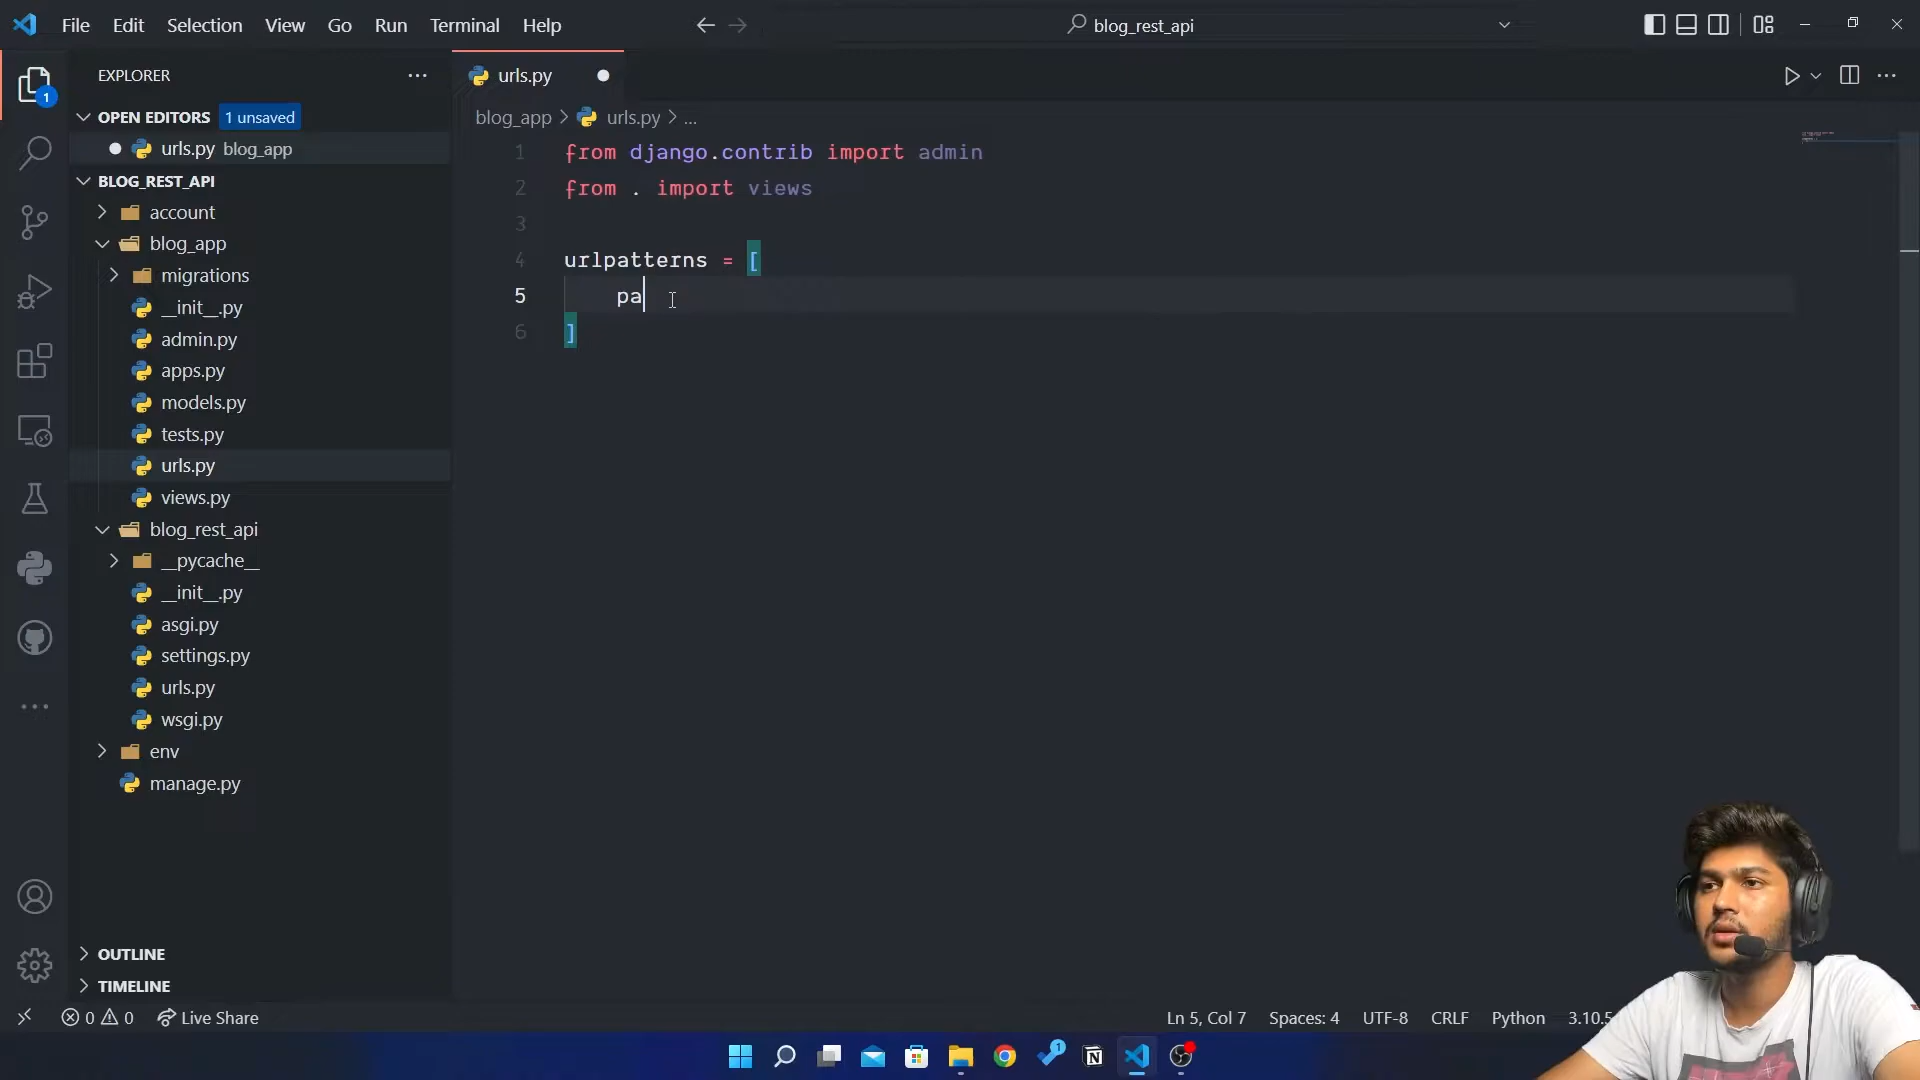 File Edit Selection View Go Run Terminal Help
blog_rest_api
EXPLORER
1
OPEN EDITORS 1 unsaved
urls.py blog_app
BLOG_REST_API
account
blog_app
migrations
__init__.py
admin.py
apps.py
models.py
tests.py
urls.py
views.py
blog_rest_api
__pycache__
__init__.py
asgi.py
settings.py
urls.py
wsgi.py
env
manage.py
OUTLINE
TIMELINE
urls.py
blog_app > urls.py > ...
1 from django.contrib import admin
2 from . import views
3
4 urlpatterns = [
5 pa
6 ]
0 0 Live Share
Ln 5, Col 7 Spaces: 4 UTF-8 CRLF Python 3.10.5
1
N